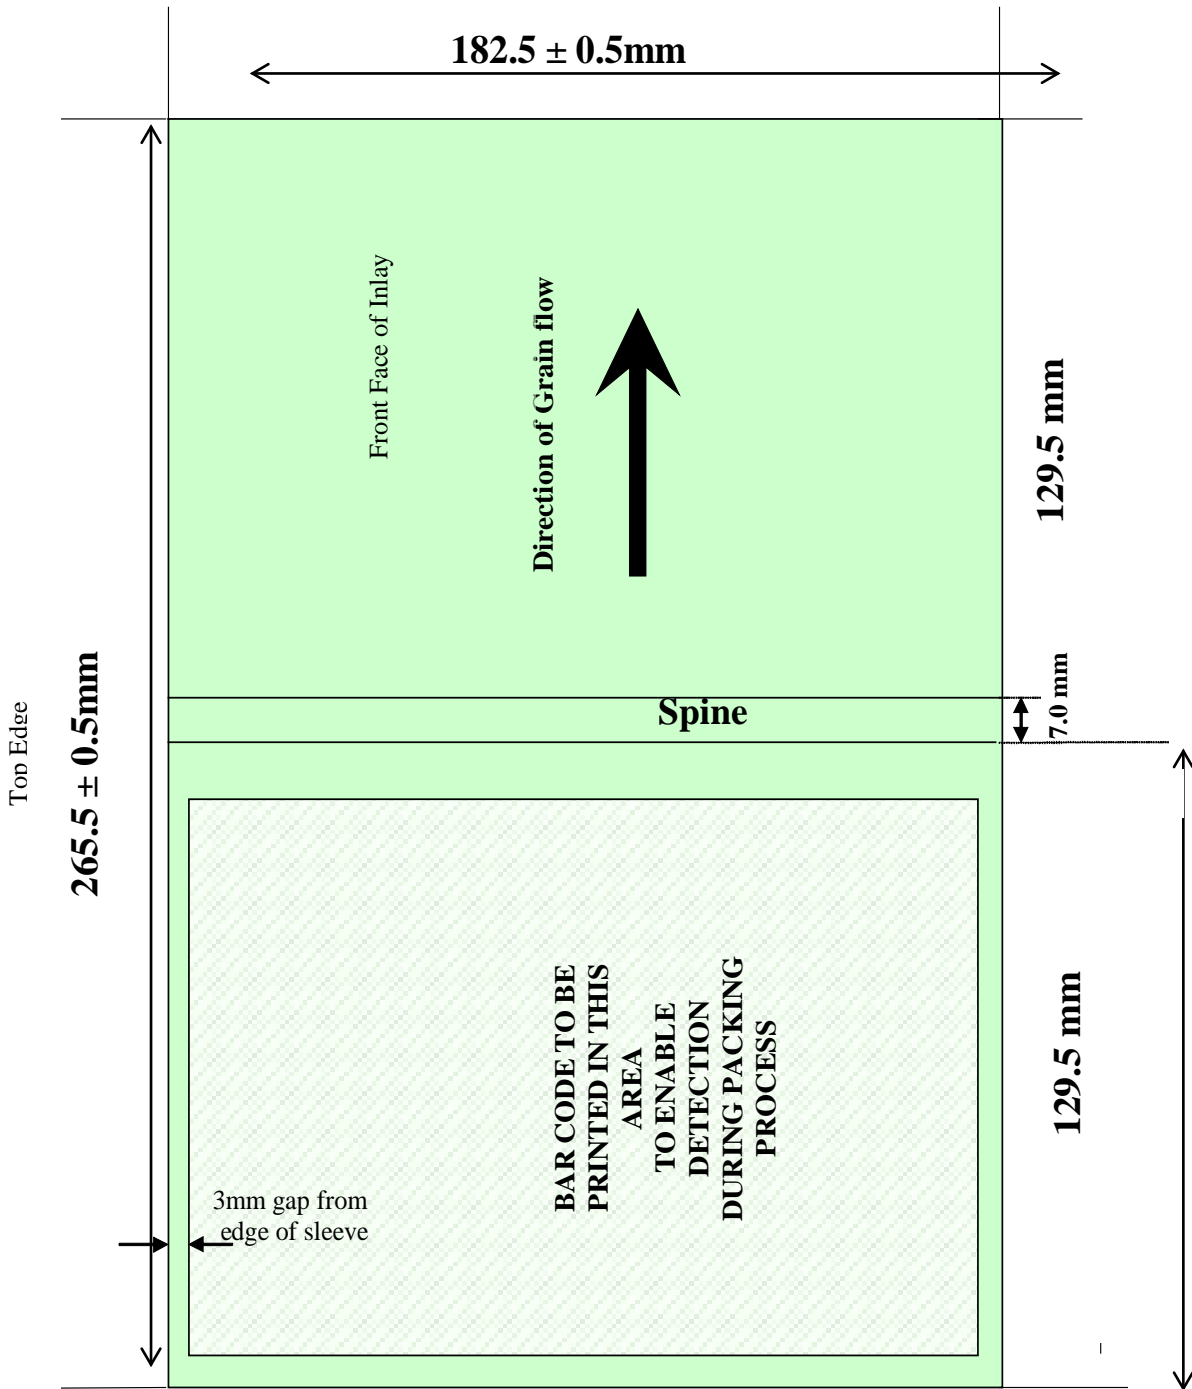 182.5 ± 0.5mm
Top Edge
265.5 ± 0.5mm
Front Face of Inlay
Direction of Grain flow
129.5 mm
Spine
7.0 mm
BAR CODE TO BE
PRINTED IN THIS
AREA
TO ENABLE
DETECTION
DURING PACKING
PROCESS
129.5 mm
3mm gap from
edge of sleeve